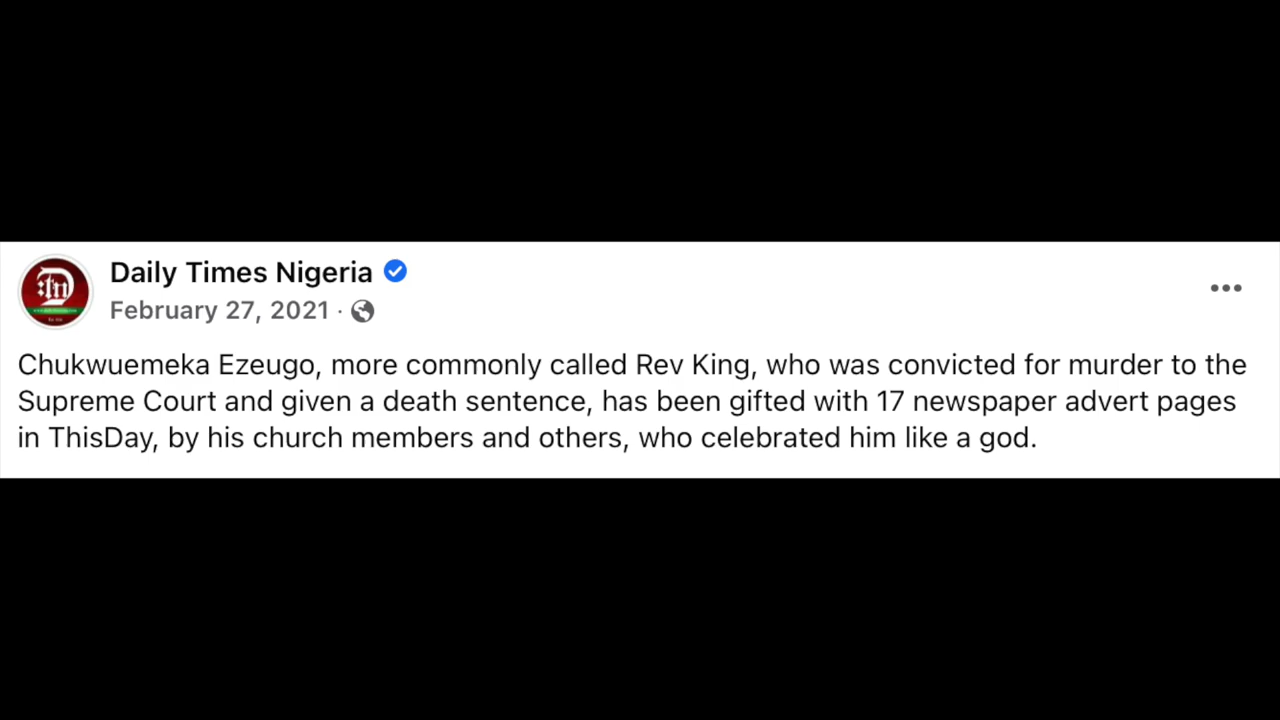 Daily Times Nigeria
February 27, 2021 ·
Chukwuemeka Ezeugo, more commonly called Rev King, who was convicted for murder to the
Supreme Court and given a death sentence, has been gifted with 17 newspaper advert pages
in ThisDay, by his church members and others, who celebrated him like a god.